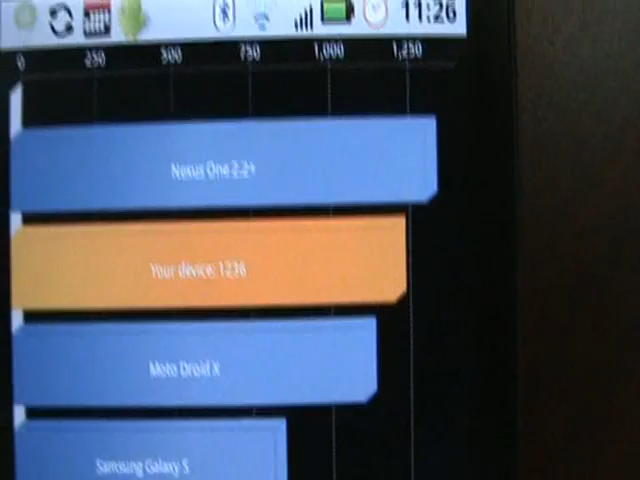 11:26
0 250 500 750 1,000 1,250
Nexus One 2.2+
Your device: 1236
Moto Droid X
Samsung Galaxy S